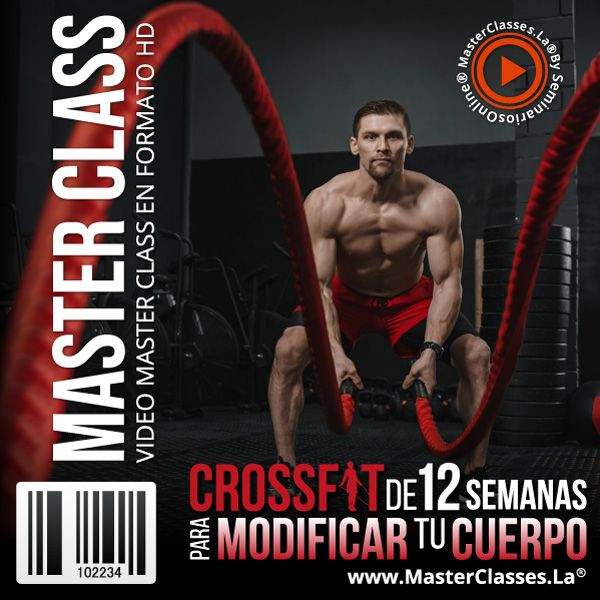 MASTER CLASS
VIDEO MASTER CLASS EN FORMATO HD
MasterClasses.La® By SeminariosOnline®
CROSSFIT DE 12 SEMANAS
PARA MODIFICAR TU CUERPO
102234
www.MasterClasses.La®